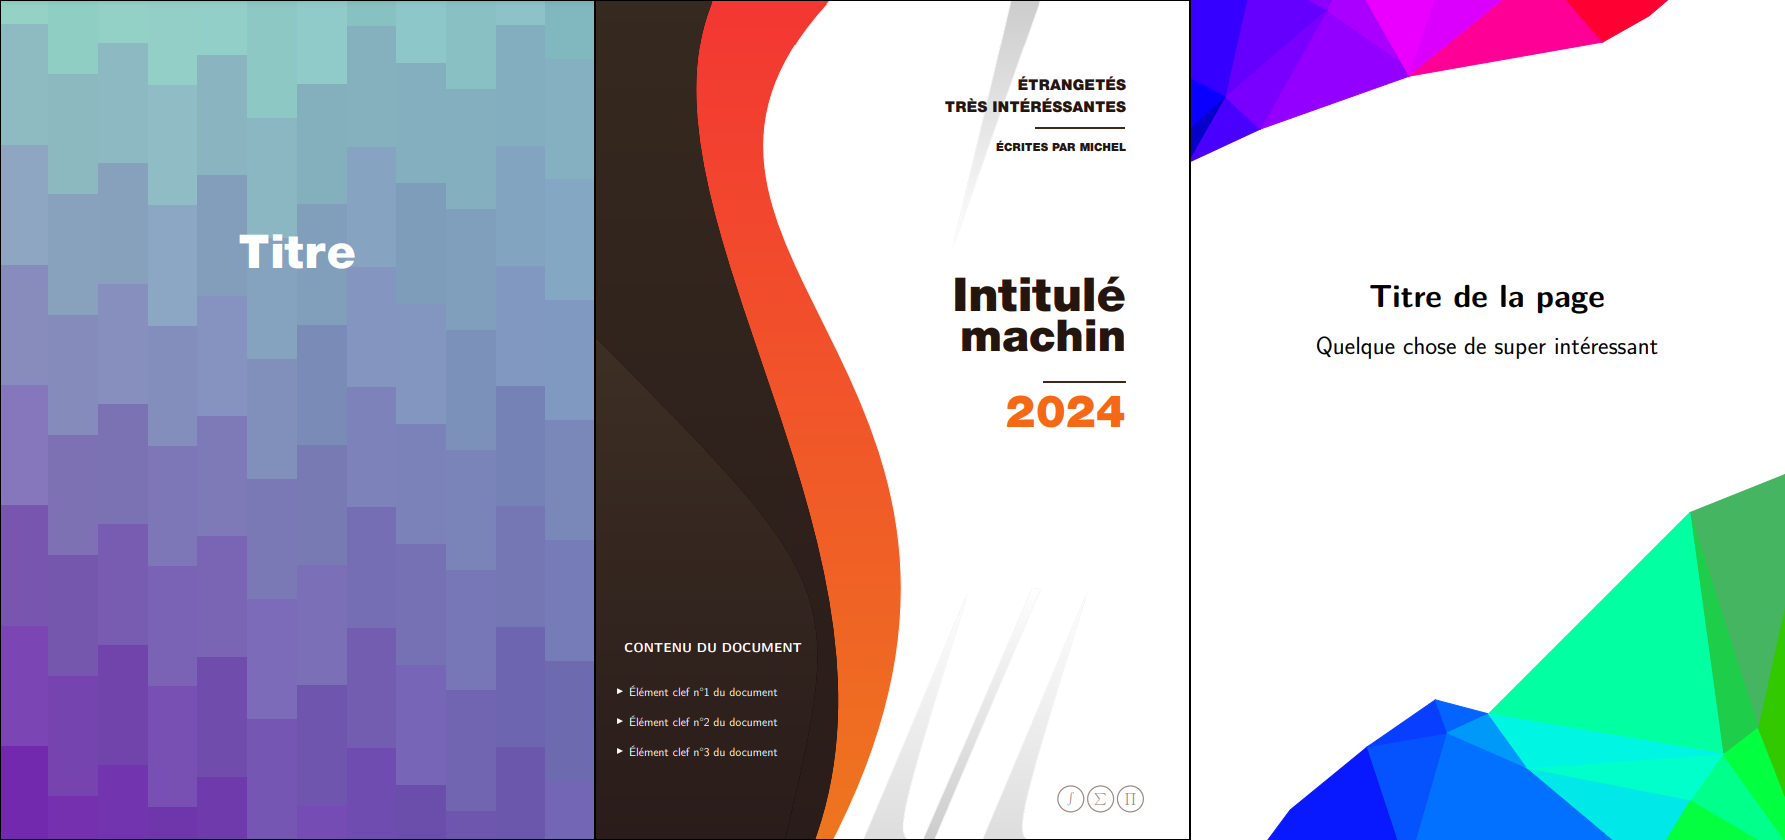 Titre
ÉTRANGETÉS
TRÈS INTÉRÉSSANTES
ÉCRITES PAR MICHEL
Intitulé
machin
2024
CONTENU DU DOCUMENT
▶ Élément clef n°1 du document
▶ Élément clef n°2 du document
▶ Élément clef n°3 du document
∫ Σ Π
Titre de la page
Quelque chose de super intéressant